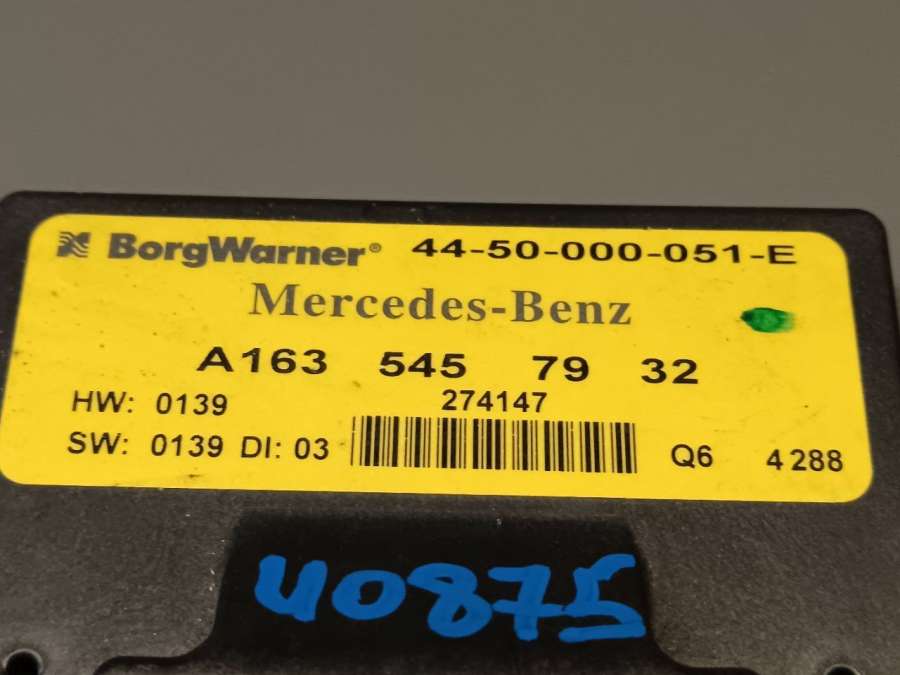 BorgWarner® 44-50-000-051-E
Mercedes-Benz
A163 545 79 32
HW: 0139 274147
SW: 0139 DI: 03 Q6 4288
40875